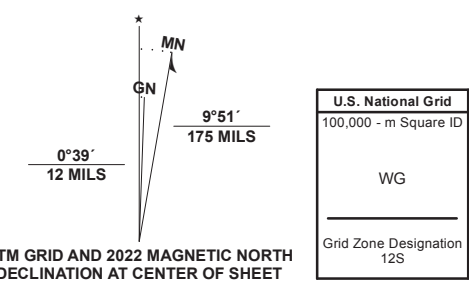 ★
MN
GN
9°51´
175 MILS
0°39´
12 MILS
TM GRID AND 2022 MAGNETIC NORTH
DECLINATION AT CENTER OF SHEET
U.S. National Grid
100,000 - m Square ID
WG
Grid Zone Designation
12S